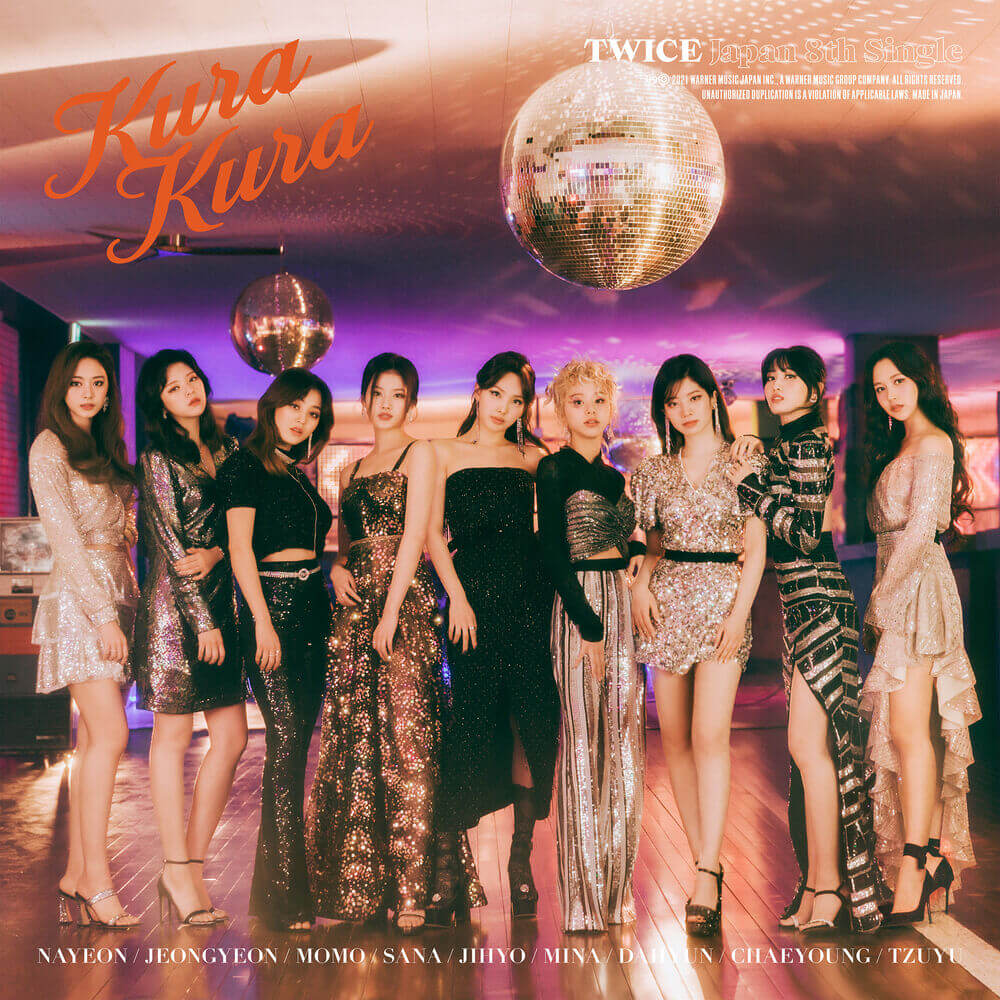 Kura
Kura
TWICE Japan 8th Single
℗© 2021 WARNER MUSIC JAPAN INC., A WARNER MUSIC GROUP COMPANY. ALL RIGHTS RESERVED.
UNAUTHORIZED DUPLICATION IS A VIOLATION OF APPLICABLE LAWS. MADE IN JAPAN.
NAYEON / JEONGYEON / MOMO / SANA / JIHYO / MINA / DAHYUN / CHAEYOUNG / TZUYU